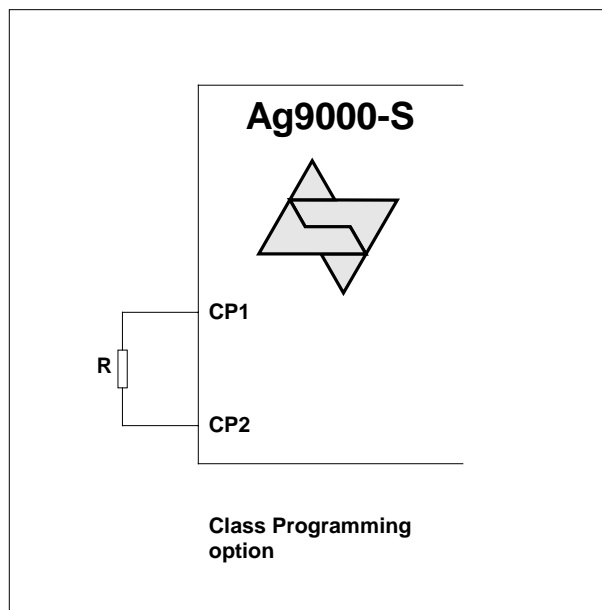 Ag9000-S
CP1
R
CP2
Class Programming
option